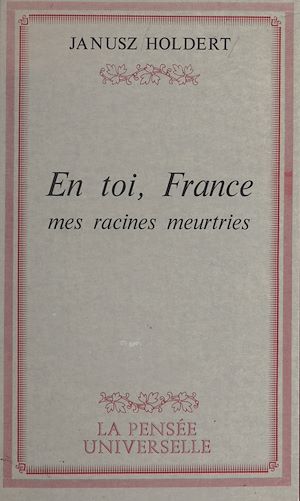 JANUSZ HOLDERT
En toi, France
mes racines meurtries
LA PENSÉE
UNIVERSELLE